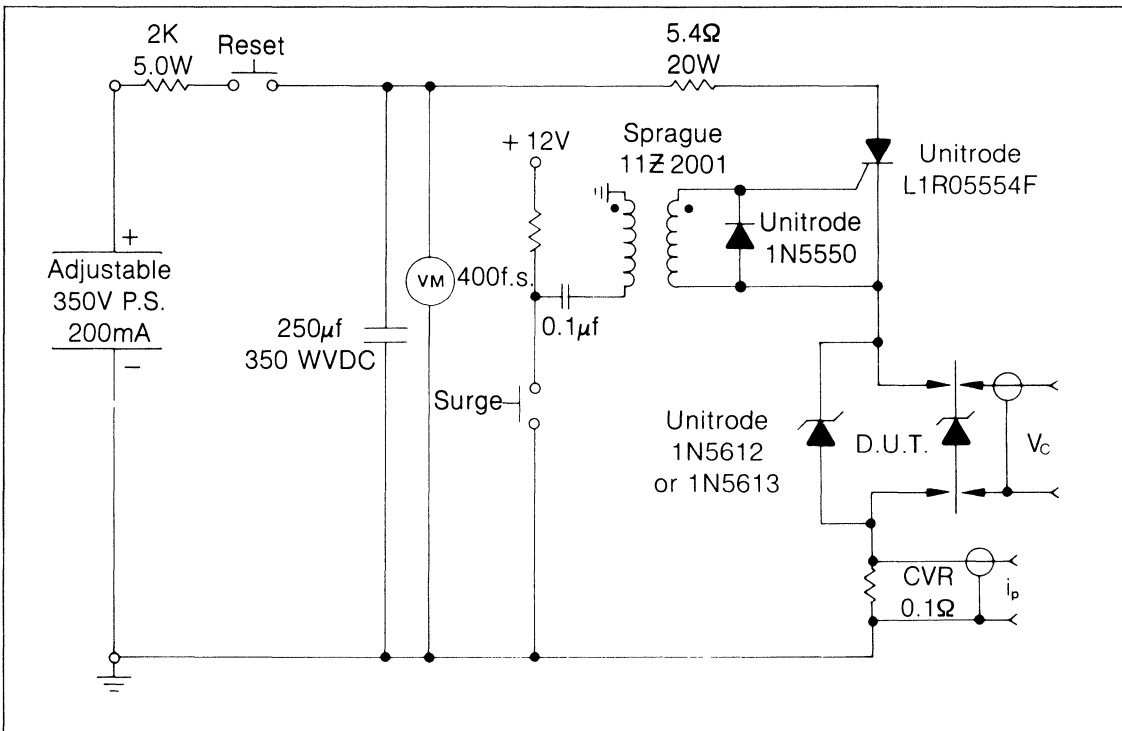 2K
5.0W
Reset
5.4Ω
20W
+ 12V
Sprague
11Z 2001
Unitrode
L1R05554F
Unitrode
1N5550
+
Adjustable
350V P.S.
200mA
−
VM
400f.s.
250µf
350 WVDC
0.1µf
Surge
Unitrode
1N5612
or 1N5613
D.U.T.
Vc
CVR
0.1Ω
ip